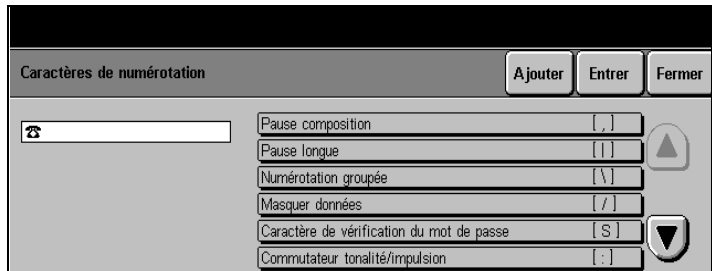 Caractères de numérotation
Ajouter Entrer Fermer
Pause composition [ , ]
Pause longue [ | ]
Numérotation groupée [ \ ]
Masquer données [ / ]
Caractère de vérification du mot de passe [ S ]
Commutateur tonalité/impulsion [ : ]